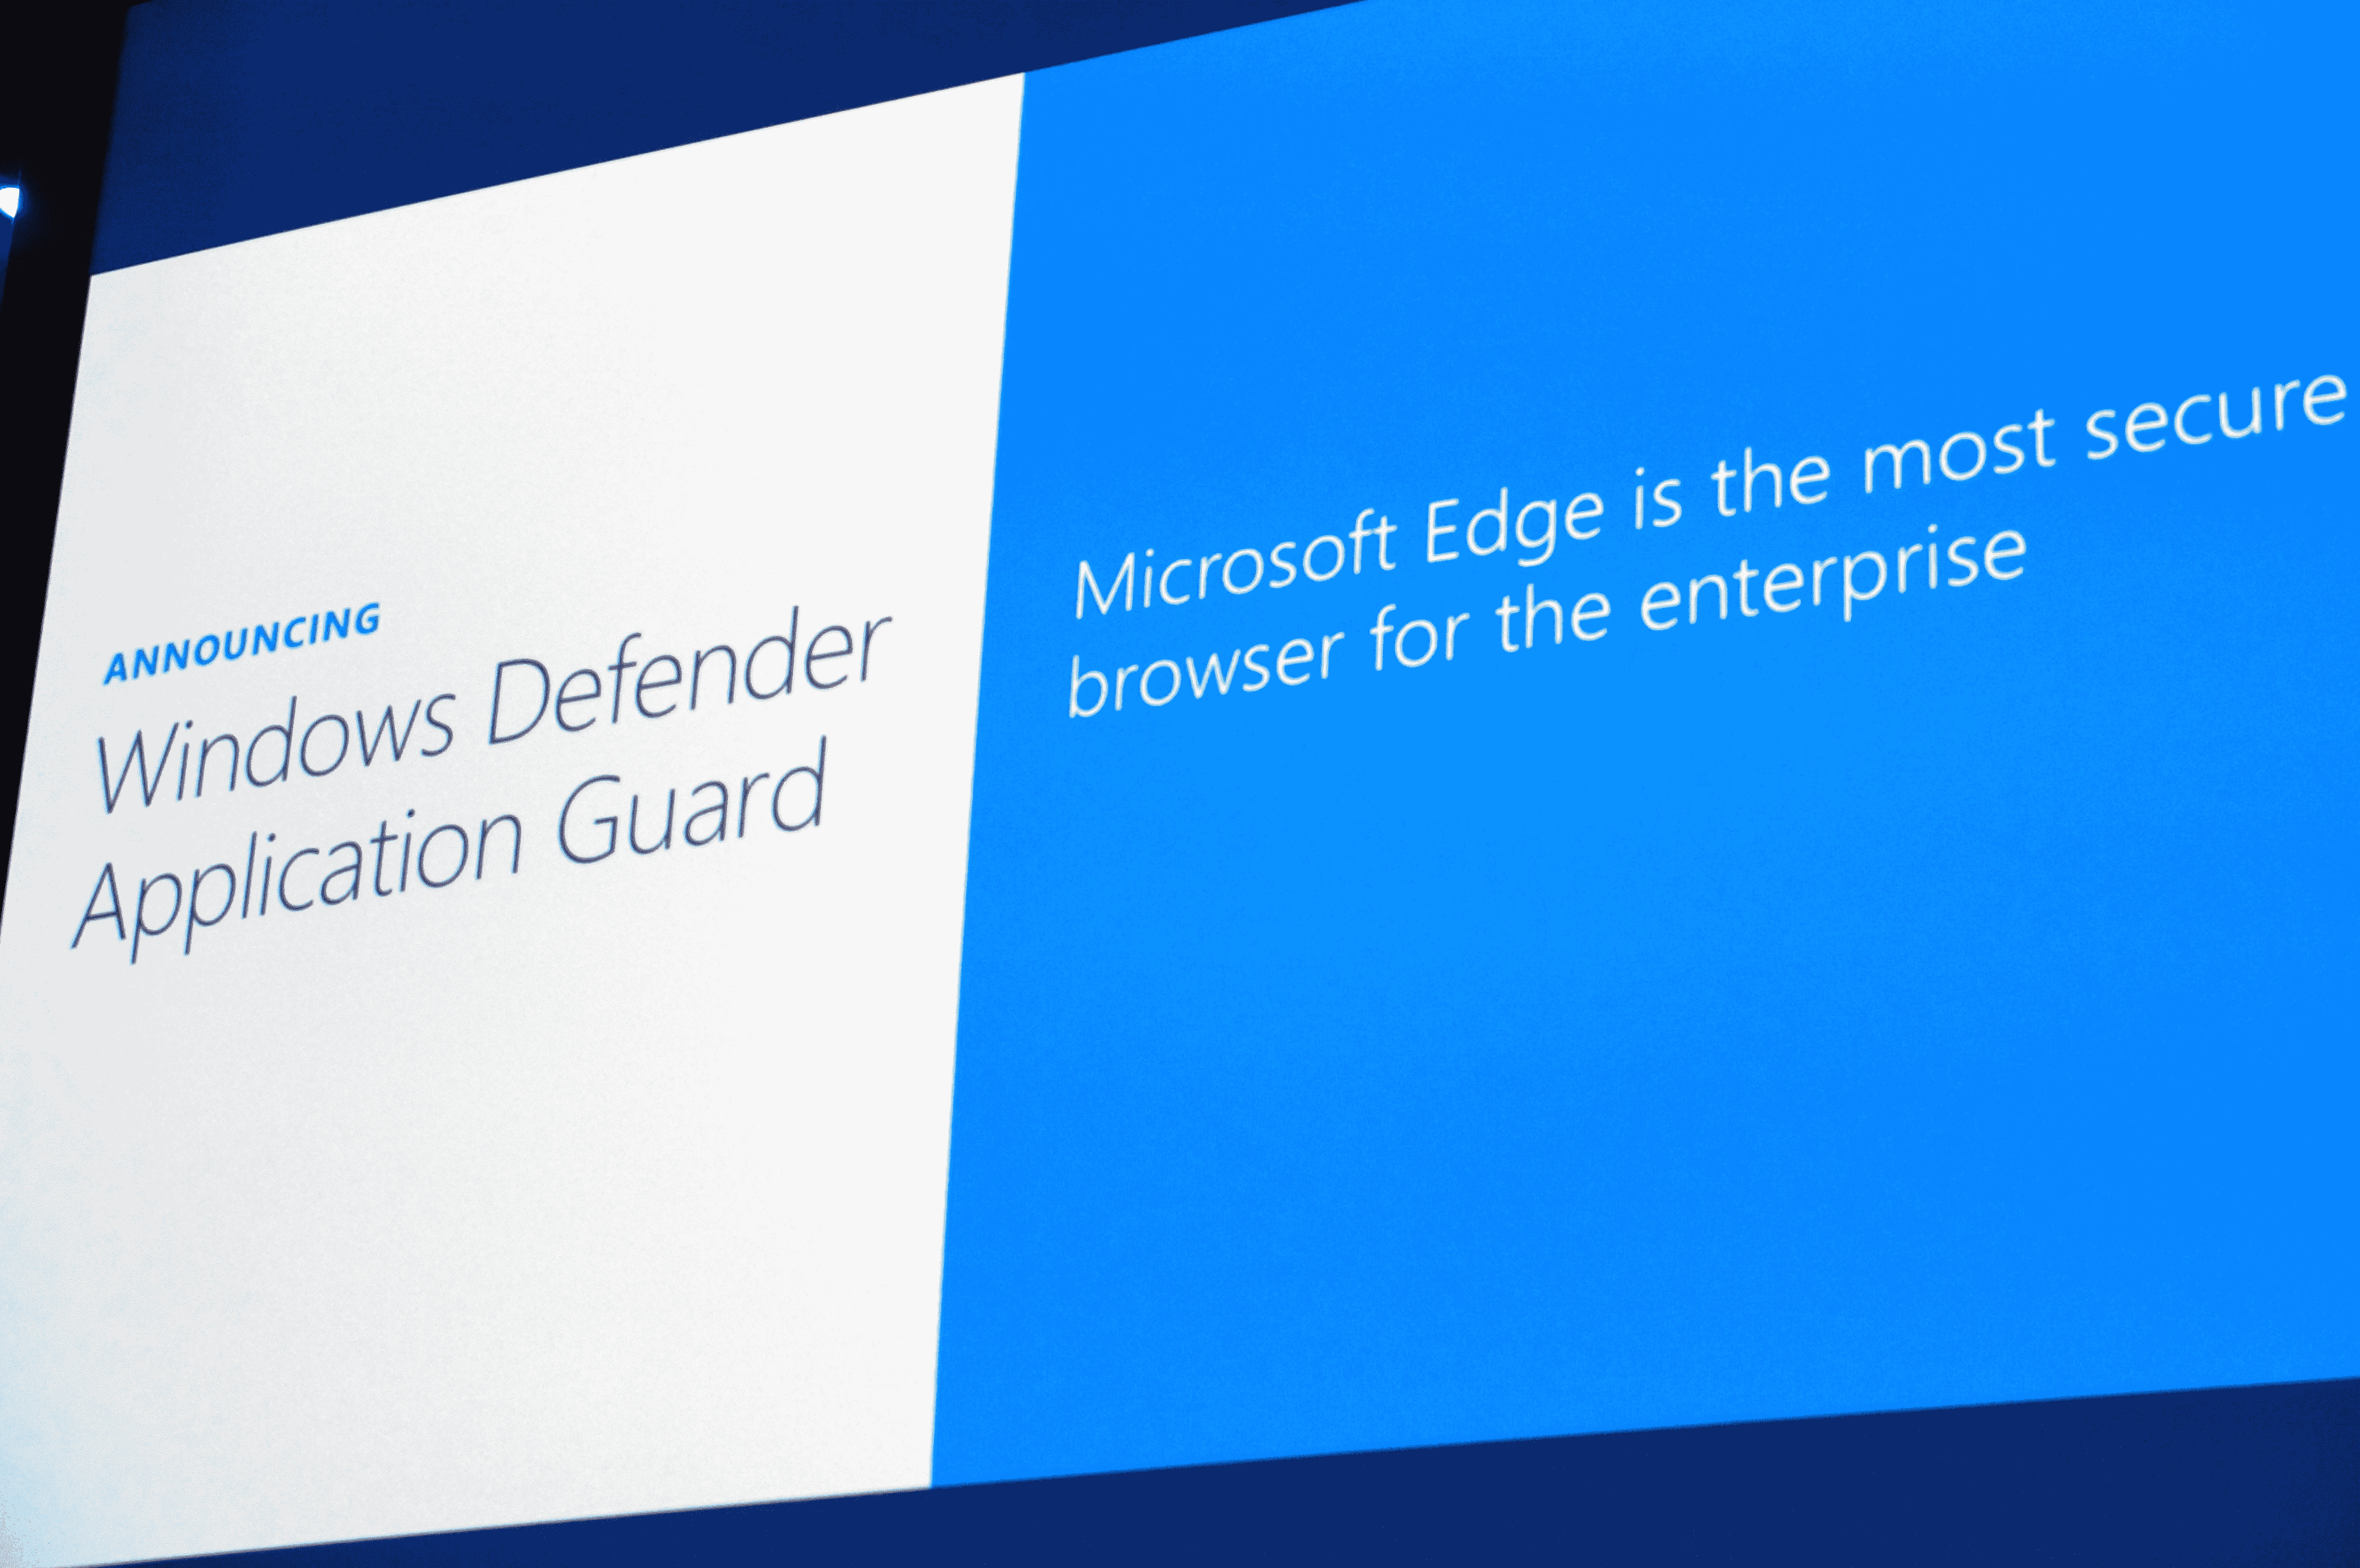 ANNOUNCING
Windows Defender
Application Guard
Microsoft Edge is the most secure
browser for the enterprise